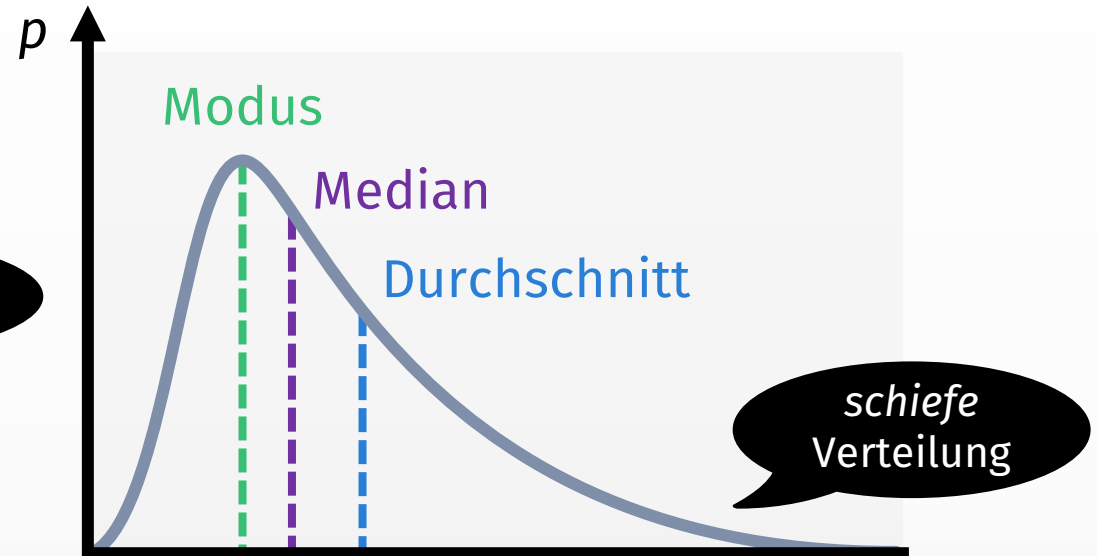 p
Modus
Median
Durchschnitt
schiefe
Verteilung